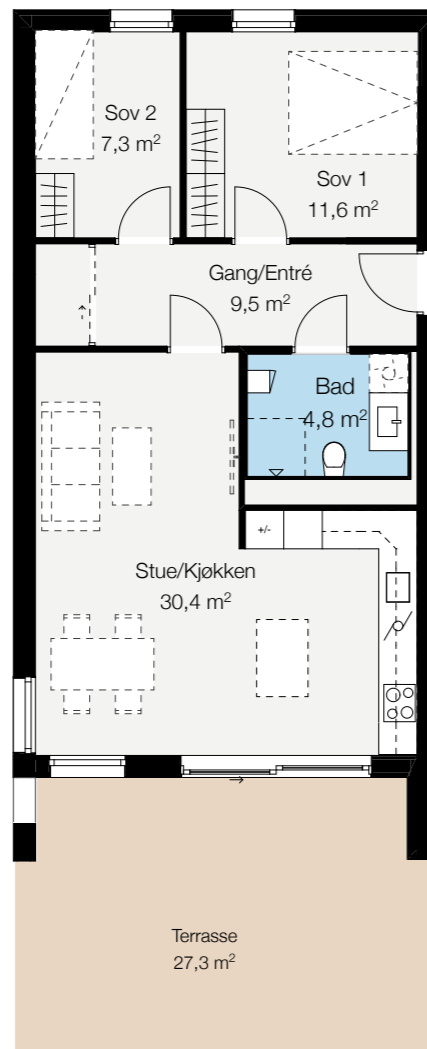 Sov 2
7,3 m²
Sov 1
11,6 m²
Gang/Entré
9,5 m²
Bad
4,8 m²
+/-
Stue/Kjøkken
30,4 m²
Terrasse
27,3 m²